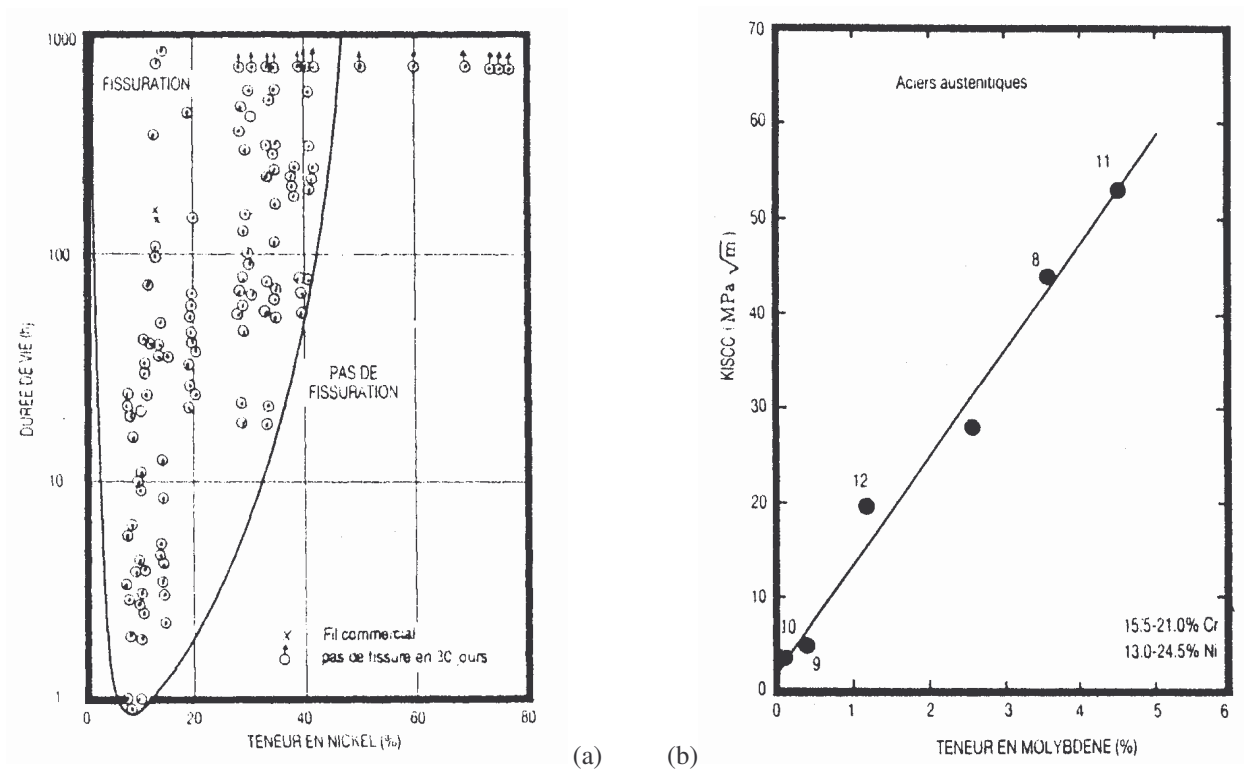 1000
100
10
1
DUREE DE VIE (h)
FISSURATION
PAS DE
FISSURATION
x Fil commercial
pas de fissure en 30 jours
0 20 40 60 80
TENEUR EN NICKEL (%)
(a)
70
60
50
40
30
20
10
0
KISCC (MPa √m)
Aciers austenitiques
11
8
12
10
9
15.5-21.0% Cr
13.0-24.5% Ni
0 1 2 3 4 5 6
TENEUR EN MOLYBDENE (%)
(b)